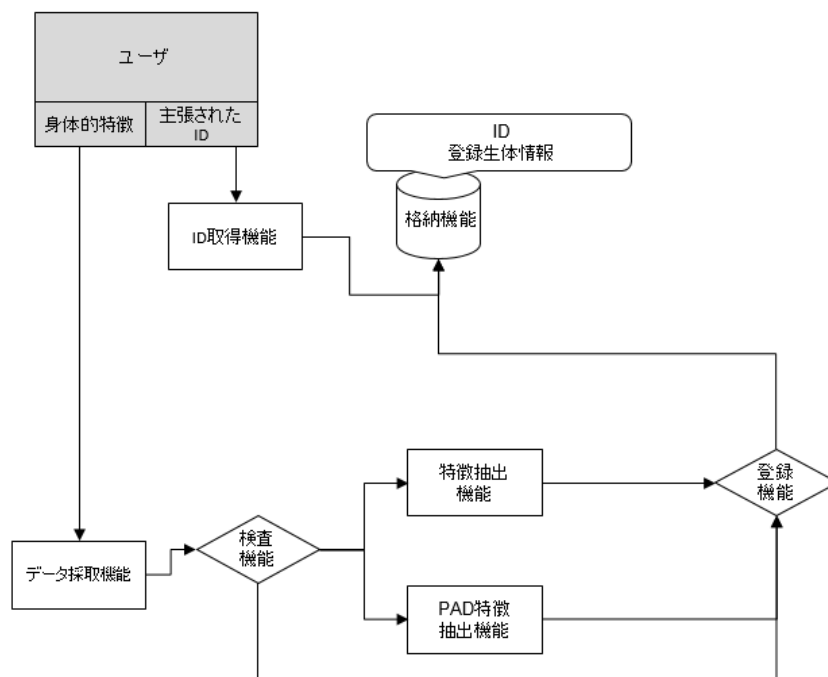 ユーザ
身体的特徴
主張された
ID
ID
登録生体情報
格納機能
ID取得機能
特徴抽出
機能
登録
機能
検査
機能
データ採取機能
PAD特徴
抽出機能